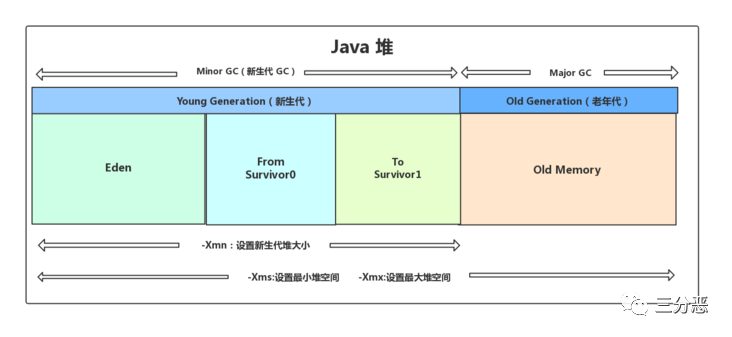 Java 堆
Minor GC（新生代 GC）
Major GC
Young Generation（新生代）
Old Generation（老年代）
Eden
From
Survivor0
To
Survivor1
Old Memory
-Xmn：设置新生代堆大小
-Xms:设置最小堆空间
-Xmx:设置最大堆空间
三分恶